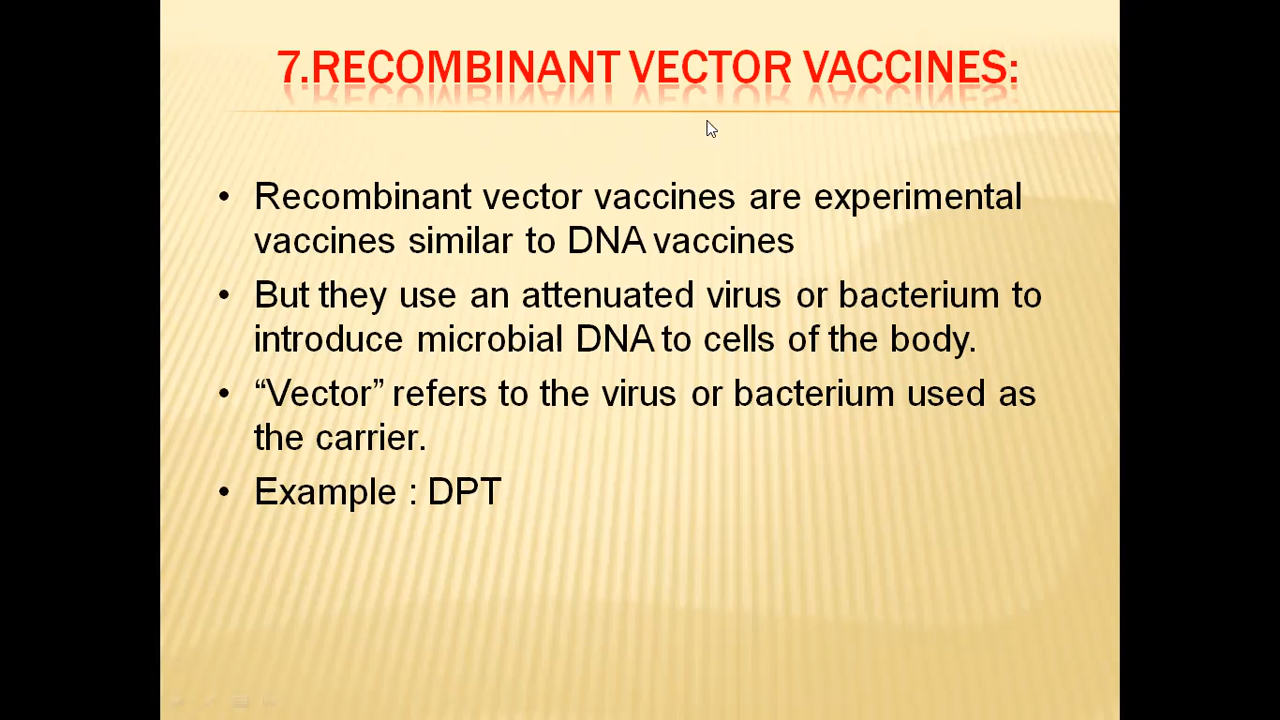 7.RECOMBINANT VECTOR VACCINES:
• Recombinant vector vaccines are experimental
vaccines similar to DNA vaccines
• But they use an attenuated virus or bacterium to
introduce microbial DNA to cells of the body.
• “Vector” refers to the virus or bacterium used as
the carrier.
• Example : DPT